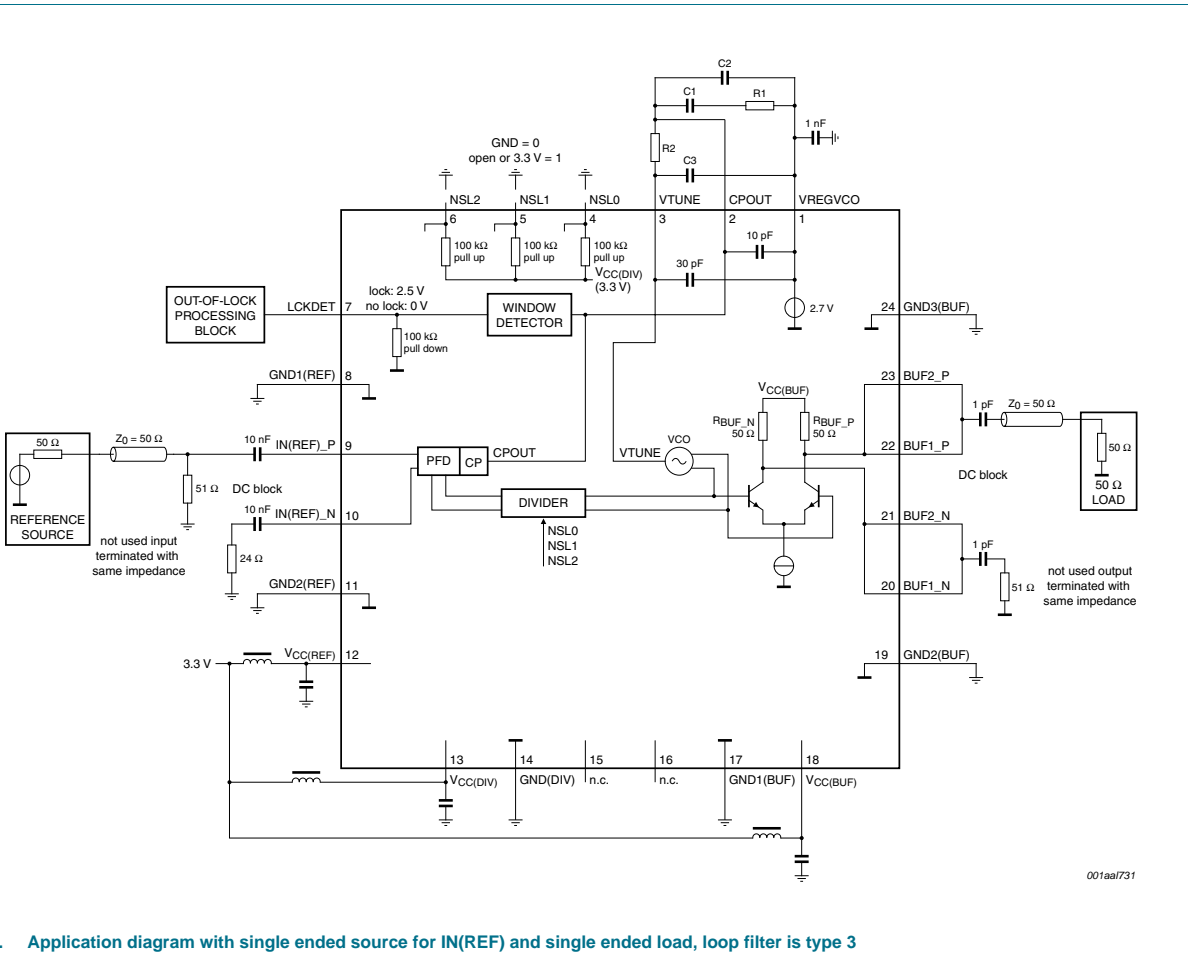 C2
C1
R1
1 nF
GND = 0
open or 3.3 V = 1
R2
C3
NSL2
NSL1
NSL0
VTUNE
CPOUT
VREGVCO
6
5
4
3
2
1
100 kΩ
pull up
100 kΩ
pull up
100 kΩ
pull up
10 pF
30 pF
VCC(DIV)
(3.3 V)
2.7 V
OUT-OF-LOCK
PROCESSING
BLOCK
LCKDET
7
lock: 2.5 V
no lock: 0 V
WINDOW
DETECTOR
100 kΩ
pull down
24
GND3(BUF)
GND1(REF)
8
23
BUF2_P
VCC(BUF)
RBUF_N
50 Ω
RBUF_P
50 Ω
1 pF
Z0 = 50 Ω
50 Ω
50 Ω
LOAD
DC block
22
BUF1_P
50 Ω
Z0 = 50 Ω
10 nF
IN(REF)_P
9
PFD
CP
CPOUT
VTUNE
VCO
REFERENCE
SOURCE
51 Ω
DC block
10 nF
IN(REF)_N
10
DIVIDER
NSL0
NSL1
NSL2
21
BUF2_N
not used input
terminated with
same impedance
24 Ω
1 pF
51 Ω
not used output
terminated with
same impedance
GND2(REF)
11
20
BUF1_N
3.3 V
VCC(REF)
12
19
GND2(BUF)
13
14
15
16
17
18
VCC(DIV)
GND(DIV)
n.c.
n.c.
GND1(BUF)
VCC(BUF)
001aal731
. Application diagram with single ended source for IN(REF) and single ended load, loop filter is type 3